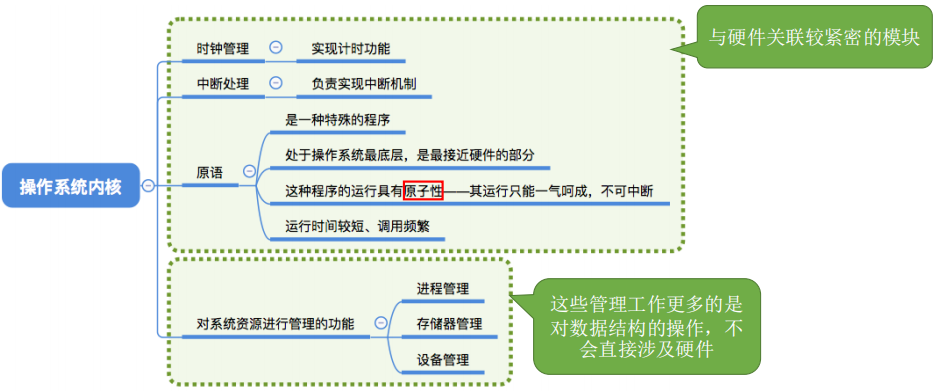 与硬件关联较紧密的模块
时钟管理
实现计时功能
中断处理
负责实现中断机制
是一种特殊的程序
处于操作系统最底层，是最接近硬件的部分
原语
这种程序的运行具有原子性——其运行只能一气呵成，不可中断
运行时间较短、调用频繁
操作系统内核
对系统资源进行管理的功能
进程管理
存储器管理
设备管理
这些管理工作更多的是
对数据结构的操作，不
会直接涉及硬件